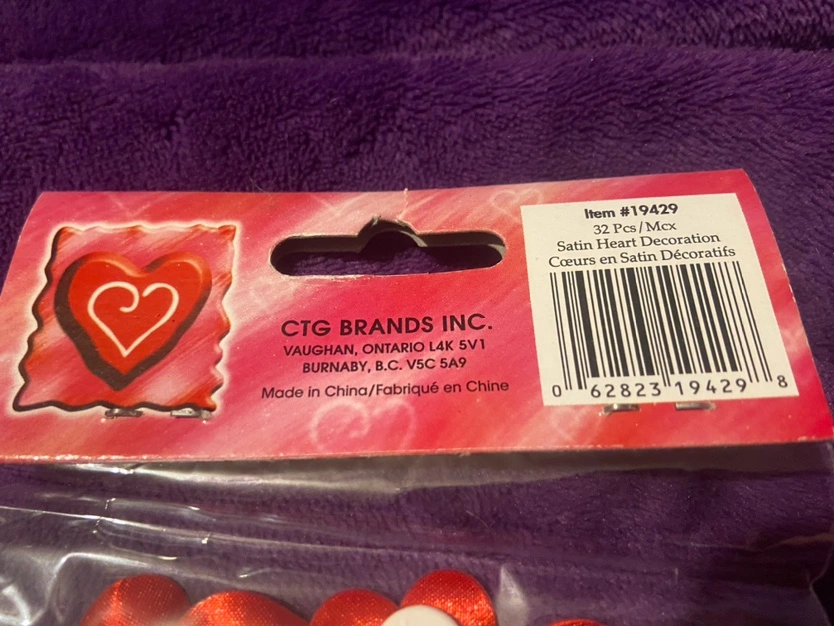 CTG BRANDS INC.
VAUGHAN, ONTARIO L4K 5V1
BURNABY, B.C. V5C 5A9
Made in China/Fabriqué en Chine
Item #19429
32 Pcs/Mcx
Satin Heart Decoration
Cœurs en Satin Décoratifs
0 62823 19429 8